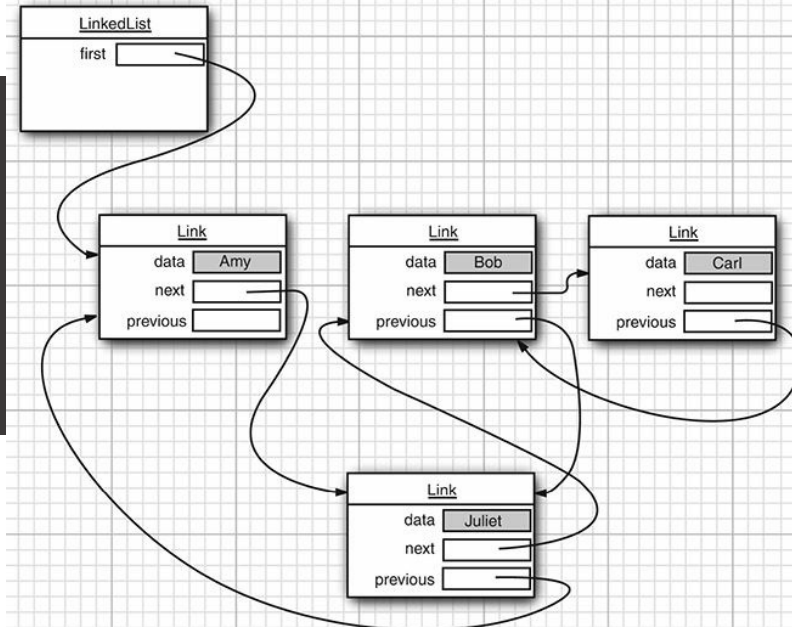 LinkedList
first
Link
data Amy
next
previous
Link
data Bob
next
previous
Link
data Carl
next
previous
Link
data Juliet
next
previous